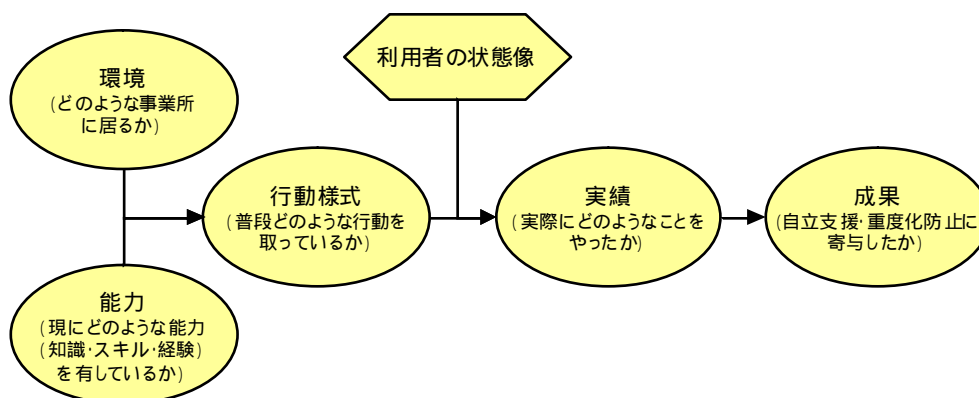 利用者の状態像
環境
(どのような事業所
に居るか)
行動様式
(普段どのような行動を
取っているか)
実績
(実際にどのようなことを
やったか)
成果
(自立支援・重度化防止に
寄与したか)
能力
(現にどのような能力
(知識・スキル・経験)
を有しているか)